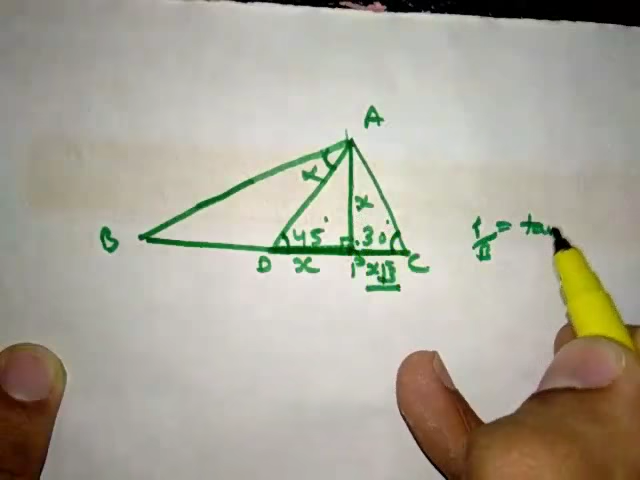 A
x
x
B
45°
30°
D
x
P
x√3
C
1/√3 = tan